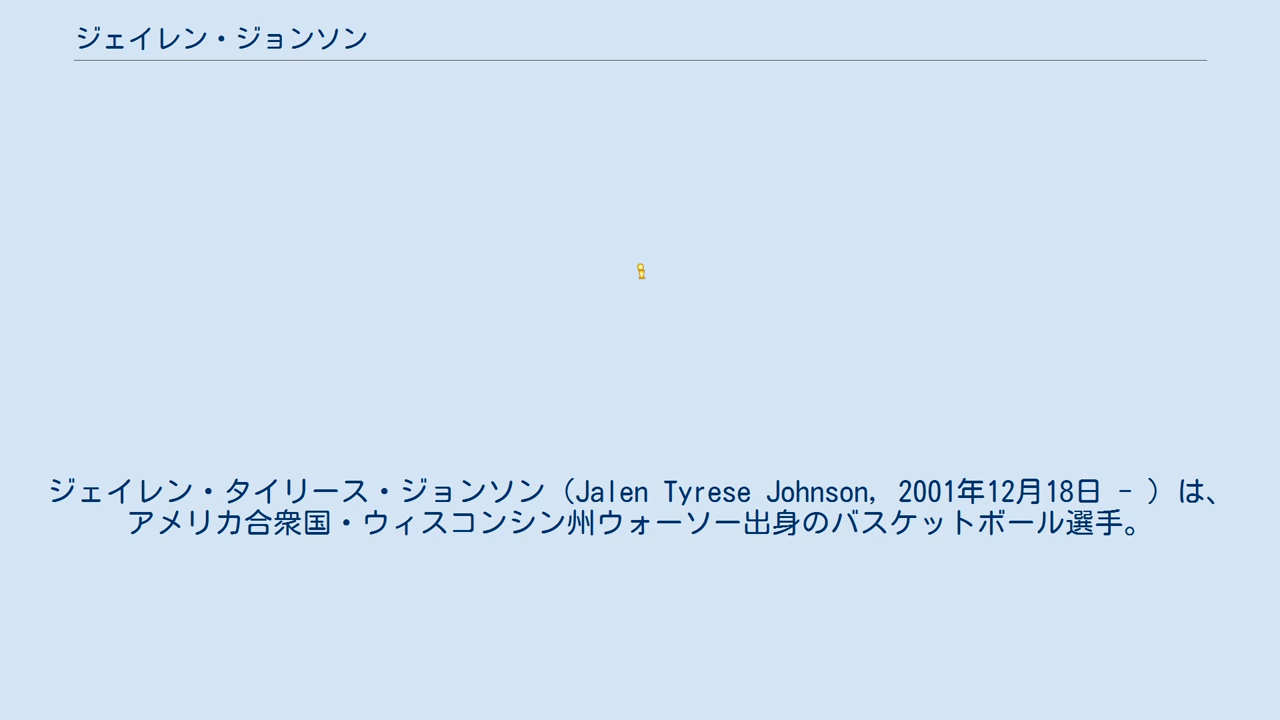 ジェイレン・ジョンソン
ジェイレン・タイリース・ジョンソン（Jalen Tyrese Johnson, 2001年12月18日 - ）は、
アメリカ合衆国・ウィスコンシン州ウォーソー出身のバスケットボール選手。